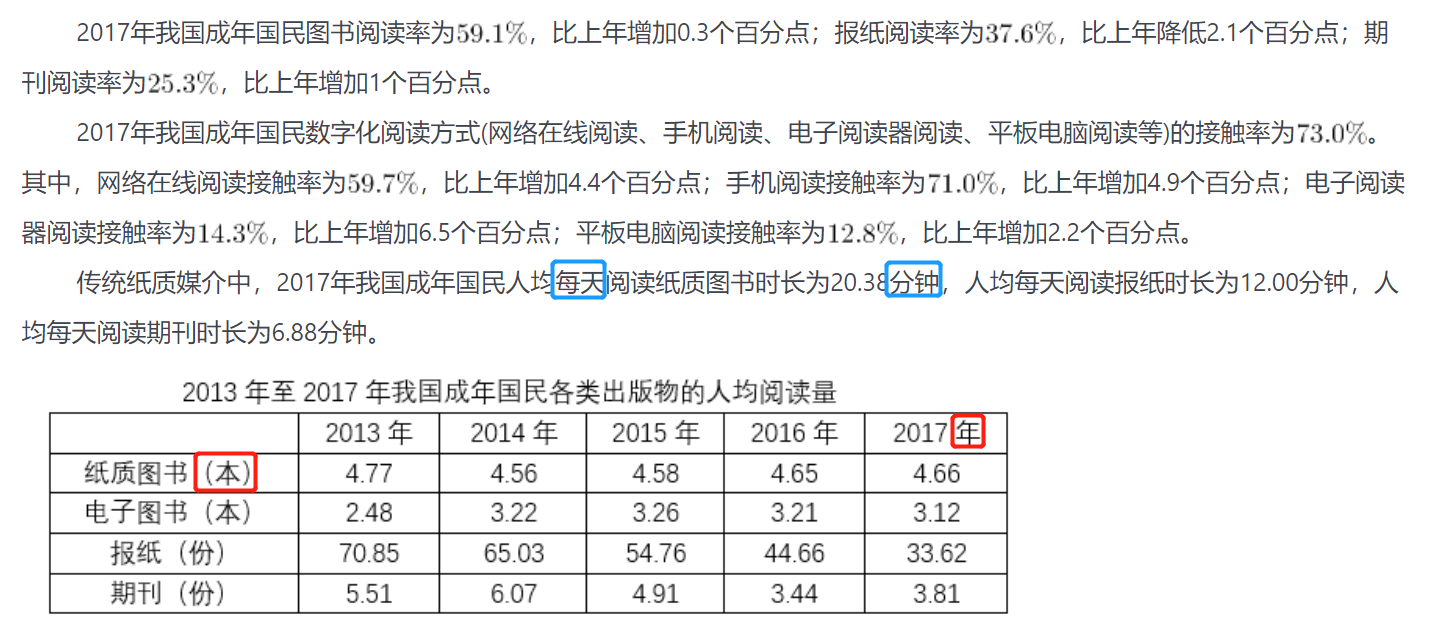 2017年我国成年国民图书阅读率为59.1%，比上年增加0.3个百分点；报纸阅读率为37.6%，比上年降低2.1个百分点；期
刊阅读率为25.3%，比上年增加1个百分点。
2017年我国成年国民数字化阅读方式(网络在线阅读、手机阅读、电子阅读器阅读、平板电脑阅读等)的接触率为73.0%。
其中，网络在线阅读接触率为59.7%，比上年增加4.4个百分点；手机阅读接触率为71.0%，比上年增加4.9个百分点；电子阅读
器阅读接触率为14.3%，比上年增加6.5个百分点；平板电脑阅读接触率为12.8%，比上年增加2.2个百分点。
传统纸质媒介中，2017年我国成年国民人均每天阅读纸质图书时长为20.38分钟，人均每天阅读报纸时长为12.00分钟，人
均每天阅读期刊时长为6.88分钟。
2013 年至 2017 年我国成年国民各类出版物的人均阅读量
2013 年 2014 年 2015 年 2016 年 2017 年
纸质图书（本） 4.77 4.56 4.58 4.65 4.66
电子图书（本） 2.48 3.22 3.26 3.21 3.12
报纸（份） 70.85 65.03 54.76 44.66 33.62
期刊（份） 5.51 6.07 4.91 3.44 3.81